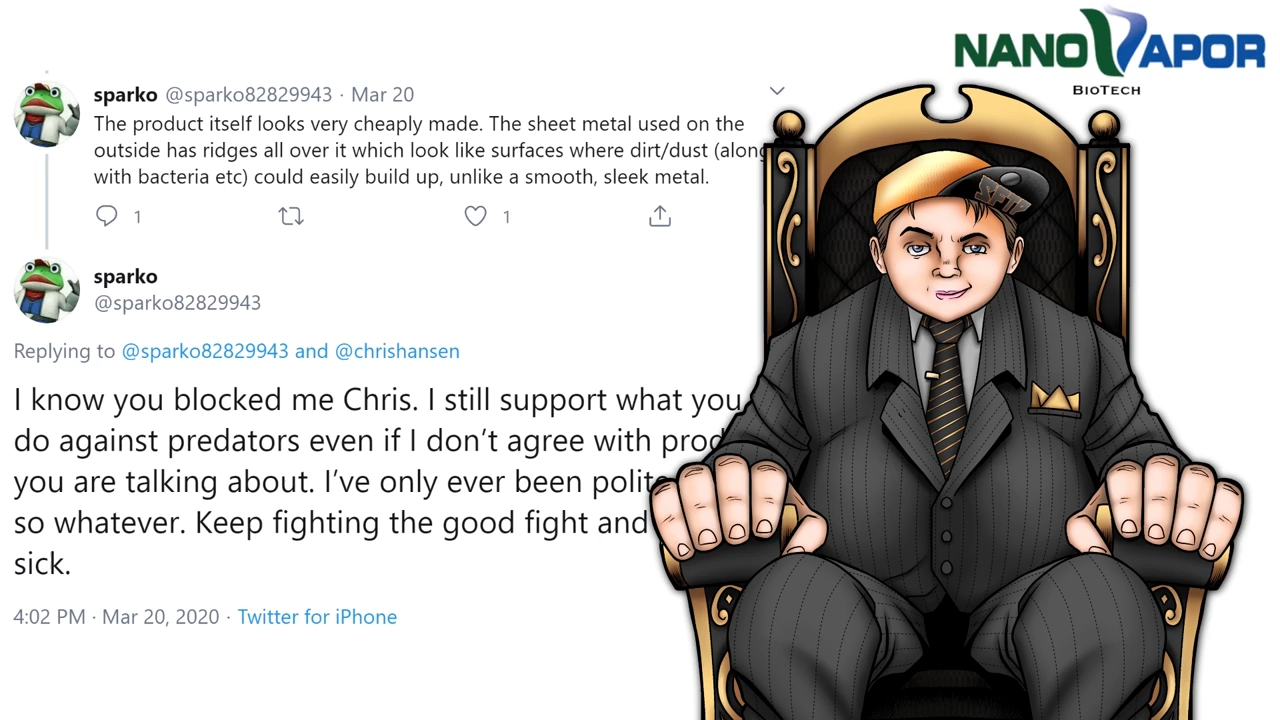 NANOVAPOR
BIOTECH
sparko @sparko82829943 · Mar 20
The product itself looks very cheaply made. The sheet metal used on the
outside has ridges all over it which look like surfaces where dirt/dust (along
with bacteria etc) could easily build up, unlike a smooth, sleek metal.
1 1
sparko
@sparko82829943
Replying to @sparko82829943 and @chrishansen
I know you blocked me Chris. I still support what you
do against predators even if I don’t agree with prod
you are talking about. I’ve only ever been polite
so whatever. Keep fighting the good fight and
sick.
4:02 PM · Mar 20, 2020 · Twitter for iPhone
SFTP